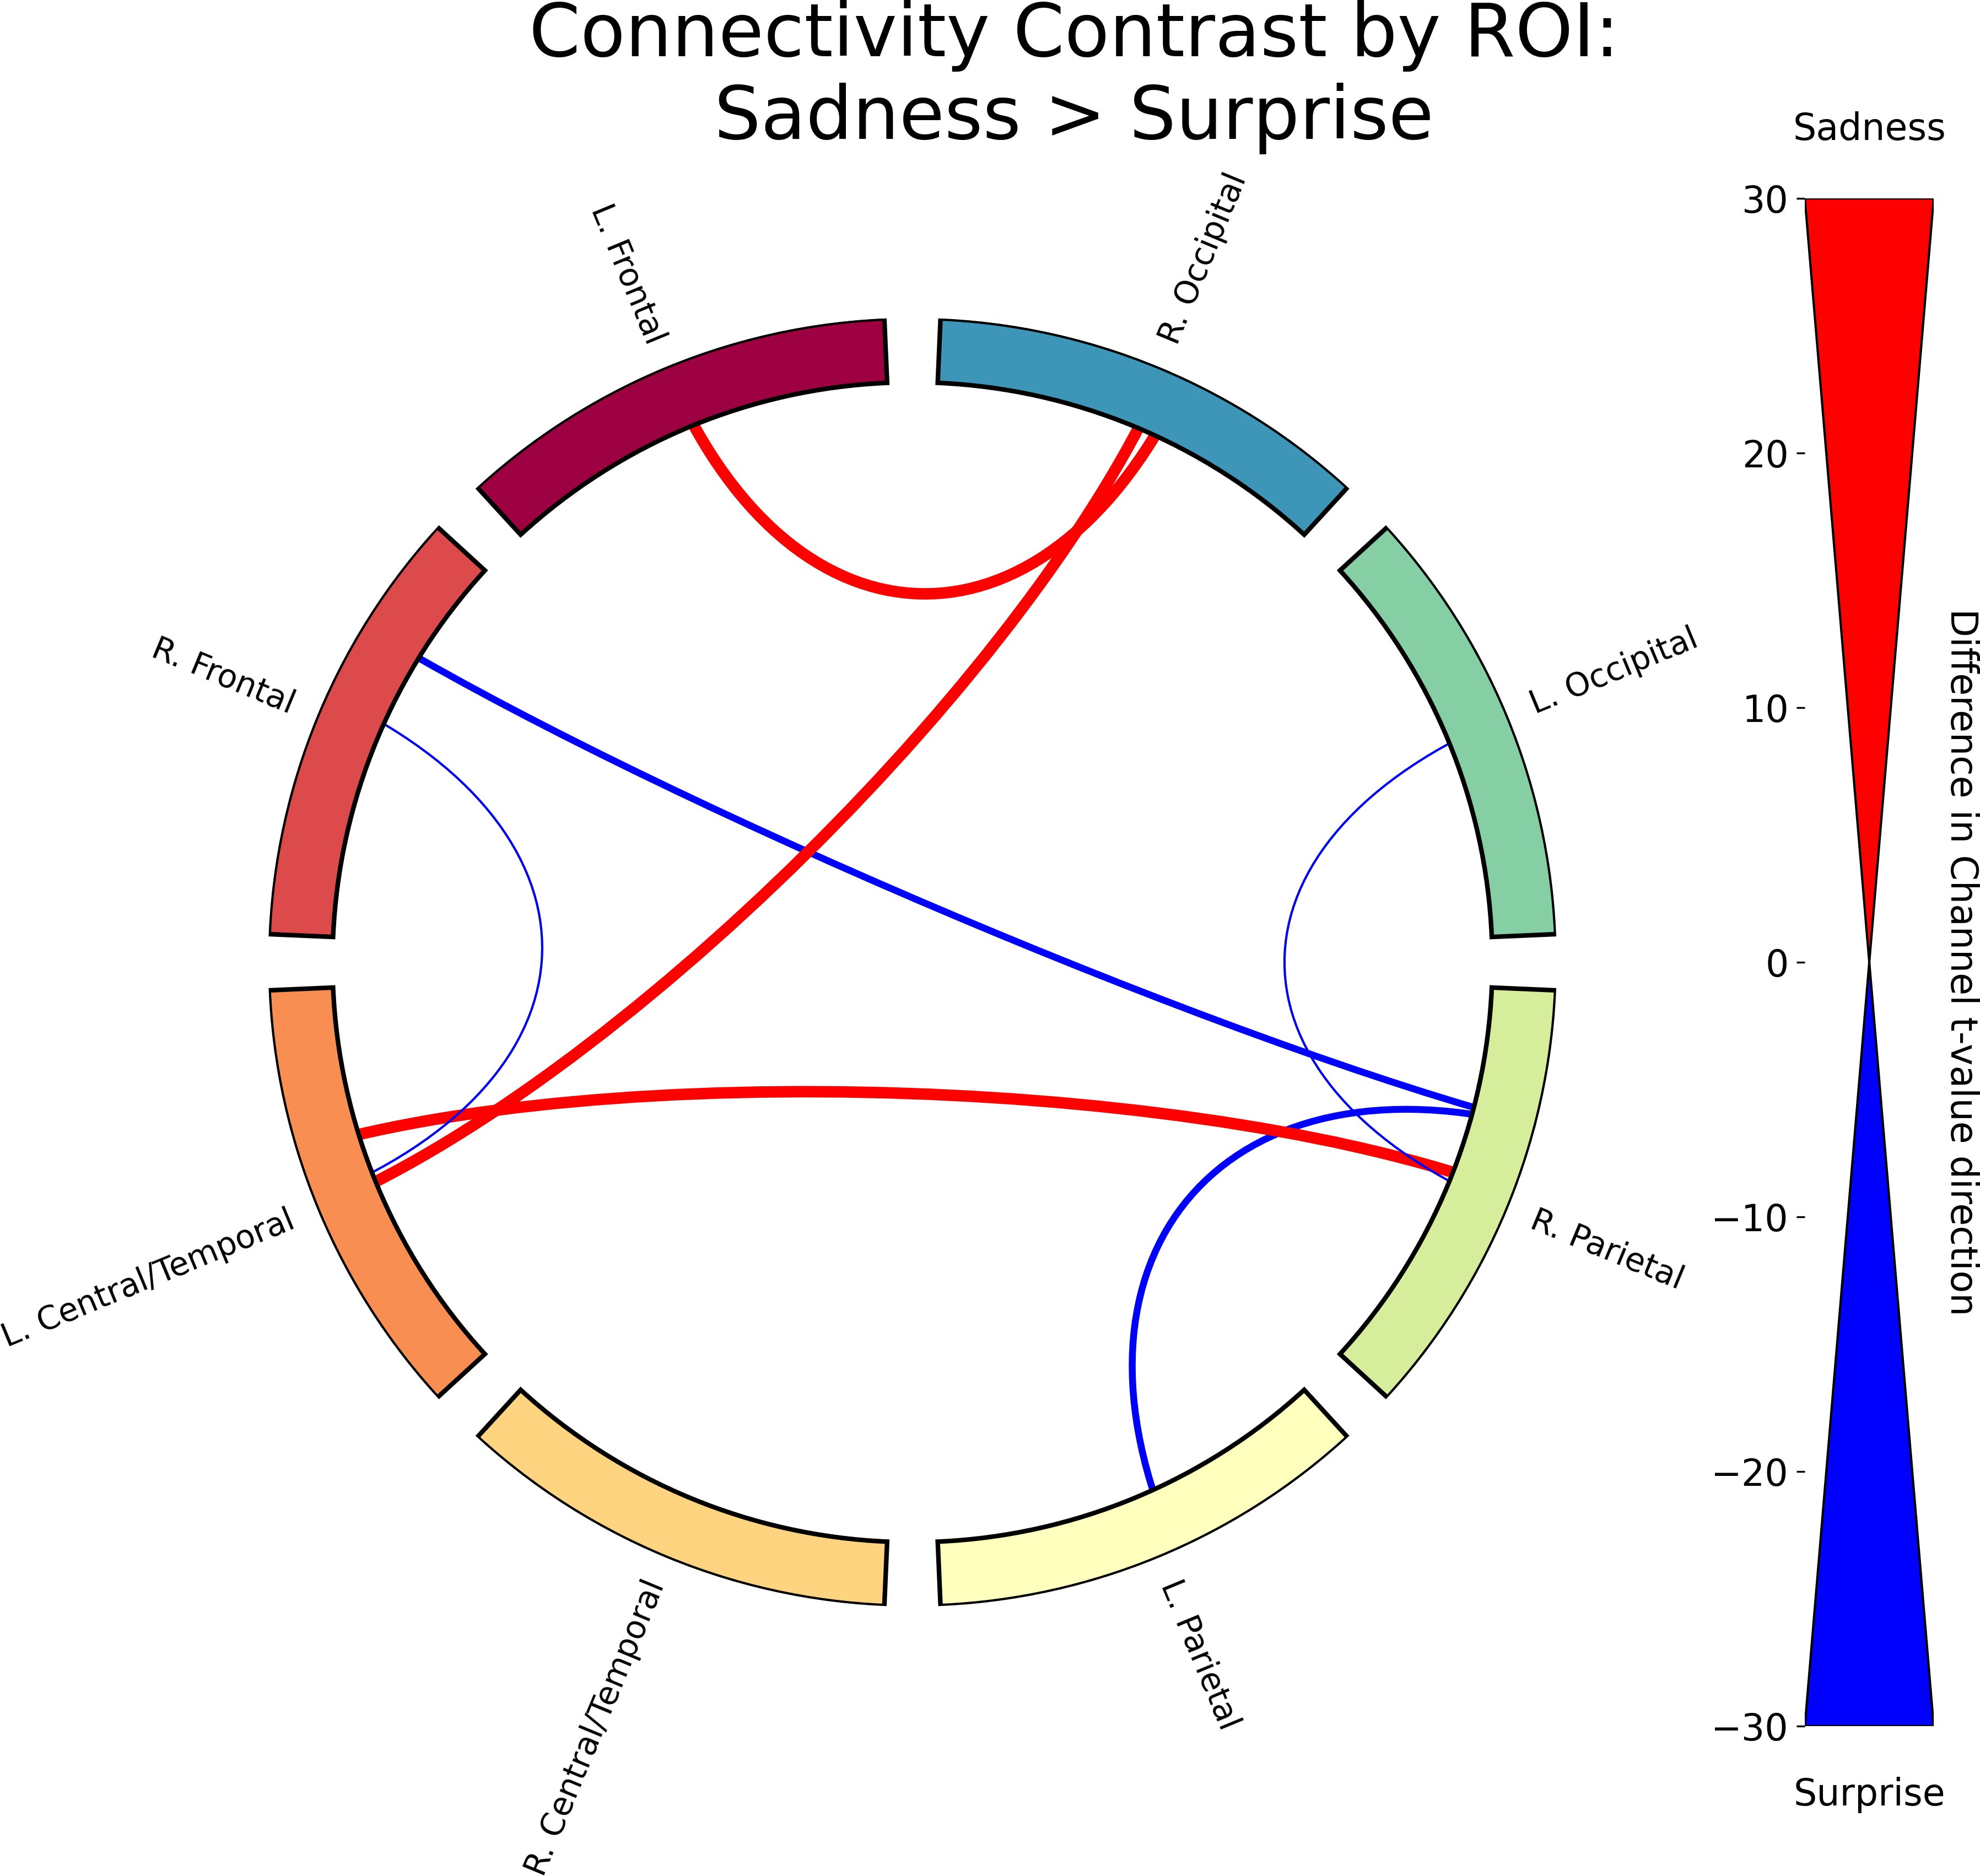 Connectivity Contrast by ROI:
Sadness > Surprise
L. Frontal
R. Occipital
R. Frontal
L. Occipital
L. Central/Temporal
R. Parietal
R. Central/Temporal
L. Parietal
Sadness
30
20
10
0
−10
−20
−30
Surprise
Difference in Channel t-value direction